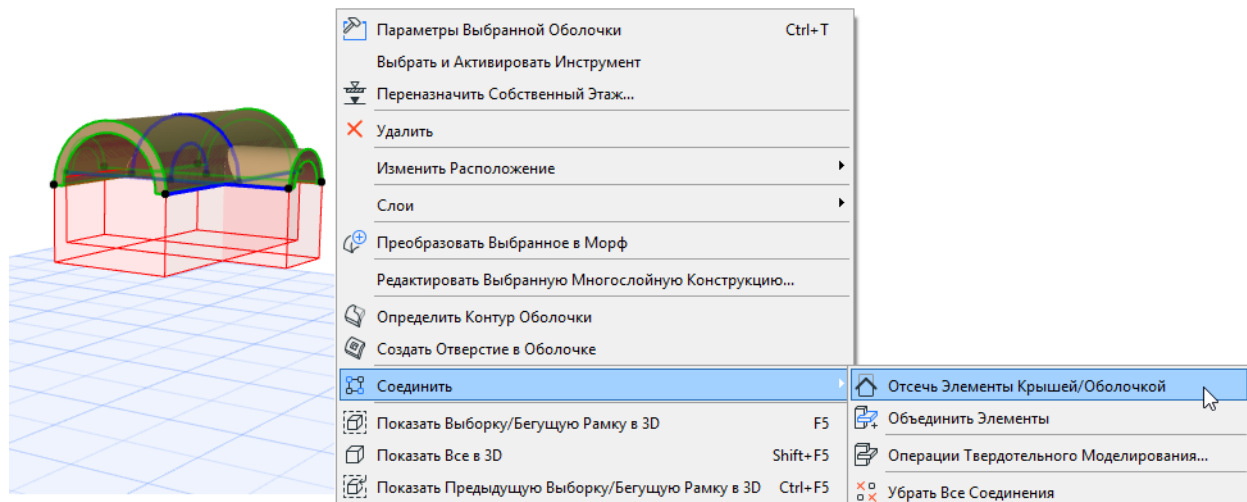 Параметры Выбранной Оболочки Ctrl+T
Выбрать и Активировать Инструмент
Переназначить Собственный Этаж...
Удалить
Изменить Расположение
Слои
Преобразовать Выбранное в Морф
Редактировать Выбранную Многослойную Конструкцию...
Определить Контур Оболочки
Создать Отверстие в Оболочке
Соединить
Отсечь Элементы Крышей/Оболочкой
Объединить Элементы
Показать Выборку/Бегущую Рамку в 3D F5
Операции Твердотельного Моделирования...
Показать Все в 3D Shift+F5
Показать Предыдущую Выборку/Бегущую Рамку в 3D Ctrl+F5
Убрать Все Соединения